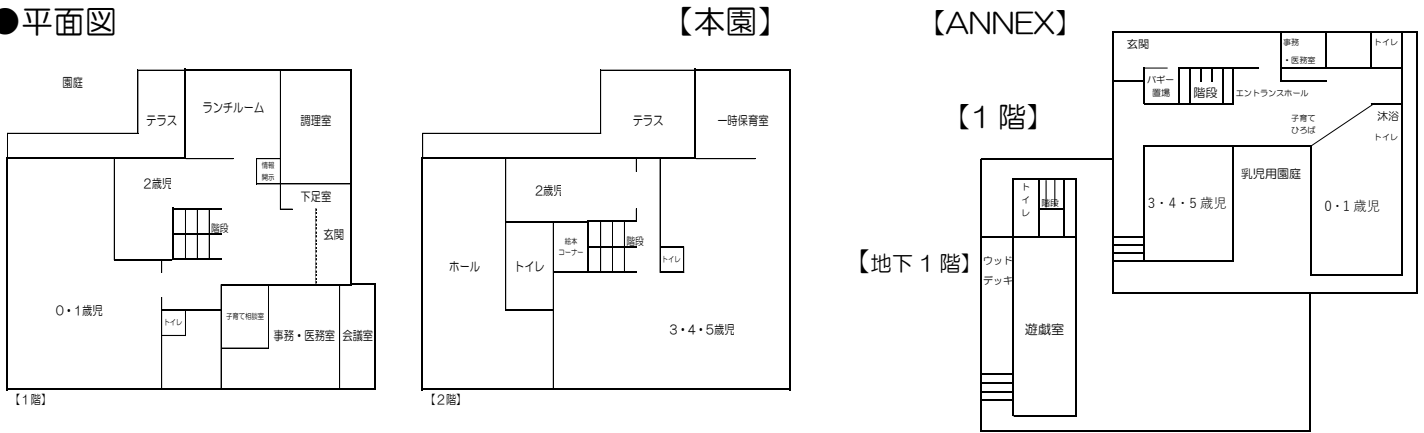 ●平面図
【本園】
園庭
テラス
ランチルーム
調理室
情報
開示
2歳児
下足室
階段
玄関
0・1歳児
トイレ
子育て相談室
事務・医務室
会議室
【1階】
テラス
一時保育室
2歳児
絵本
コーナー
階段
ホール
トイレ
トイレ
3・4・5歳児
【2階】
【ANNEX】
【1階】
玄関
事務
・医務室
トイレ
バギー
置場
階段
エントランスホール
子育て
ひろば
沐浴
トイレ
乳児用園庭
3・4・5歳児
0・1歳児
【地下1階】
トイレ
階段
ウッド
デッキ
遊戯室